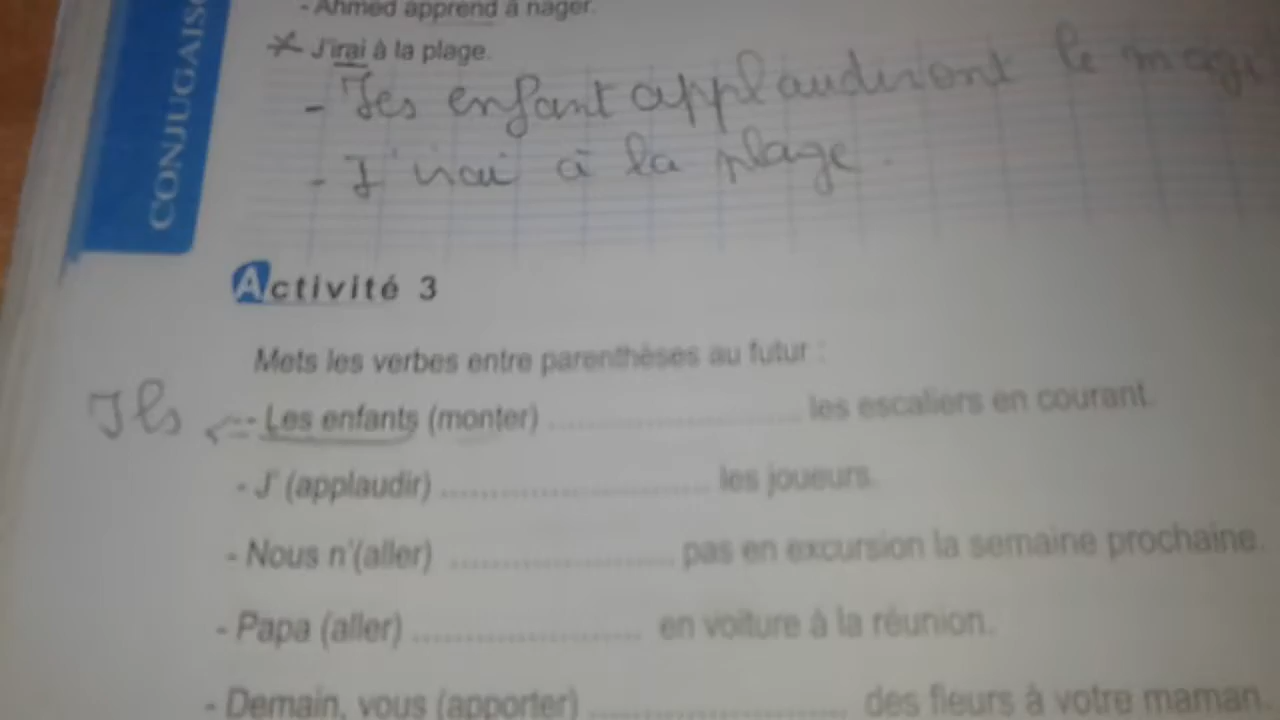 - Ahmed apprend à nager.
CONJUGAIS
J'irai à la plage.
- Les enfant applaudiront le magi
- J'irai à la plage.
Activité 3
Mets les verbes entre parenthèses au futur :
Ils - Les enfants (monter) .................... les escaliers en courant.
- J' (applaudir) .................... les joueurs.
- Nous n'(aller) .................... pas en excursion la semaine prochaine.
- Papa (aller) .................... en voiture à la réunion.
- Demain, vous (apporter) .................... des fleurs à votre maman.